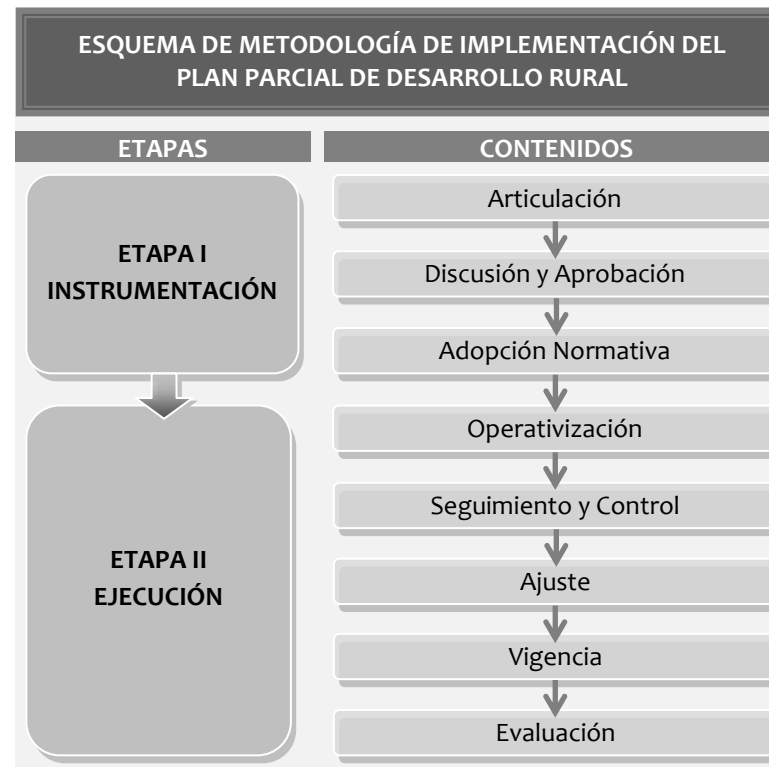 ESQUEMA DE METODOLOGÍA DE IMPLEMENTACIÓN DEL
PLAN PARCIAL DE DESARROLLO RURAL
ETAPAS
CONTENIDOS
ETAPA I
INSTRUMENTACIÓN
Articulación
Discusión y Aprobación
Adopción Normativa
ETAPA II
EJECUCIÓN
Operativización
Seguimiento y Control
Ajuste
Vigencia
Evaluación